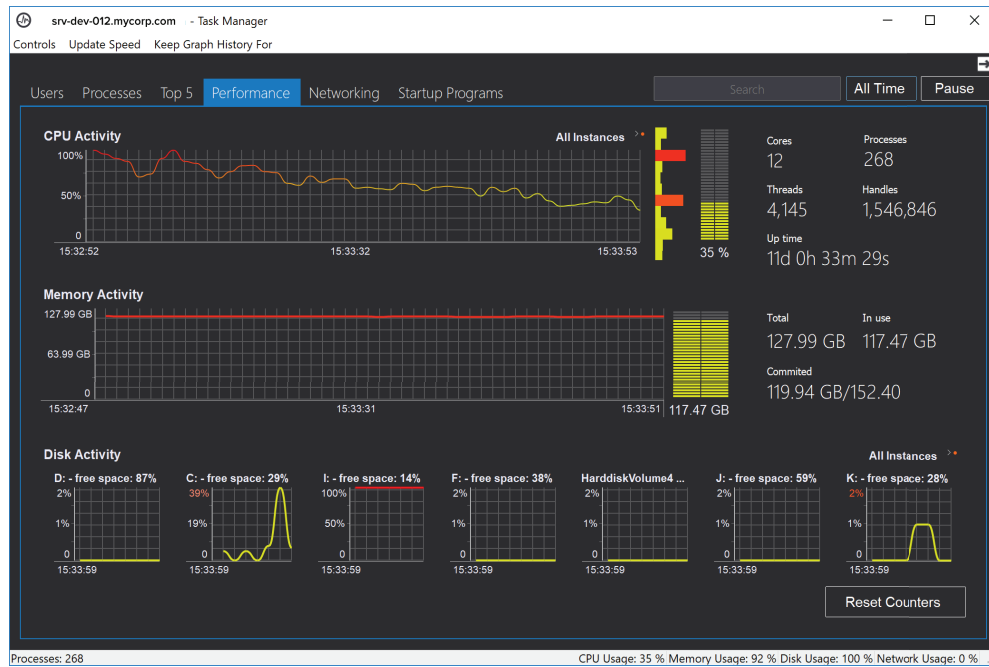 srv-dev-012.mycorp.com - Task Manager
Controls Update Speed Keep Graph History For
Users Processes Top 5 Performance Networking Startup Programs Search All Time Pause
CPU Activity All Instances
100%
50%
0
15:32:52 15:33:32 15:33:53
35 %
Cores Processes
12 268
Threads Handles
4,145 1,546,846
Up time
11d 0h 33m 29s
Memory Activity
127.99 GB
63.99 GB
0
15:32:47 15:33:31 15:33:51
117.47 GB
Total In use
127.99 GB 117.47 GB
Commited
119.94 GB/152.40
Disk Activity All Instances
D: - free space: 87% C: - free space: 29% I: - free space: 14% F: - free space: 38% HarddiskVolume4 ... J: - free space: 59% K: - free space: 28%
2% 39% 100% 2% 2% 2% 2%
1% 19% 50% 1% 1% 1% 1%
0 0 0 0 0 0 0
15:33:59 15:33:59 15:33:59 15:33:59 15:33:59 15:33:59 15:33:59
Reset Counters
Processes: 268 CPU Usage: 35 % Memory Usage: 92 % Disk Usage: 100 % Network Usage: 0 %